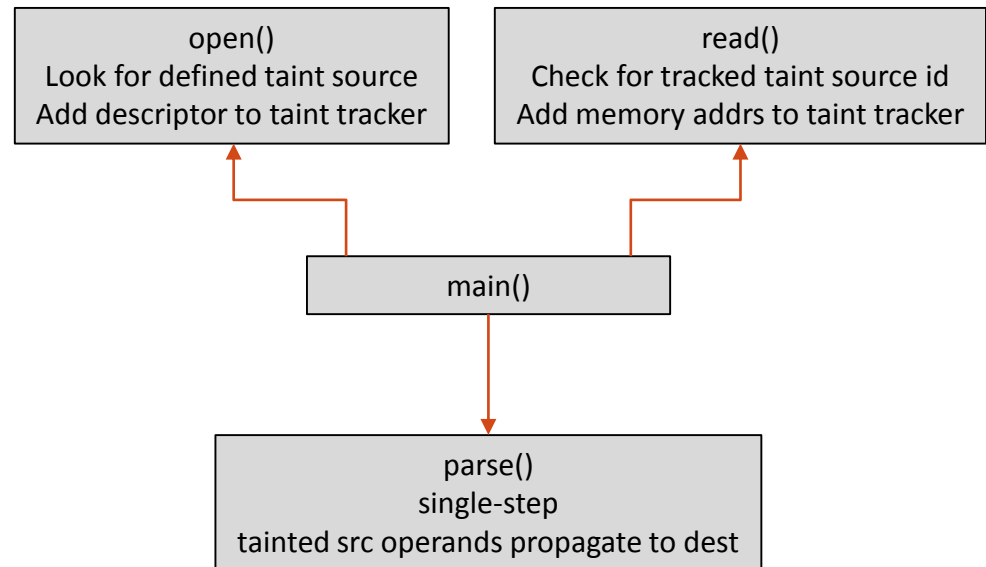 open()
Look for defined taint source
Add descriptor to taint tracker
read()
Check for tracked taint source id
Add memory addrs to taint tracker
main()
parse()
single-step
tainted src operands propagate to dest